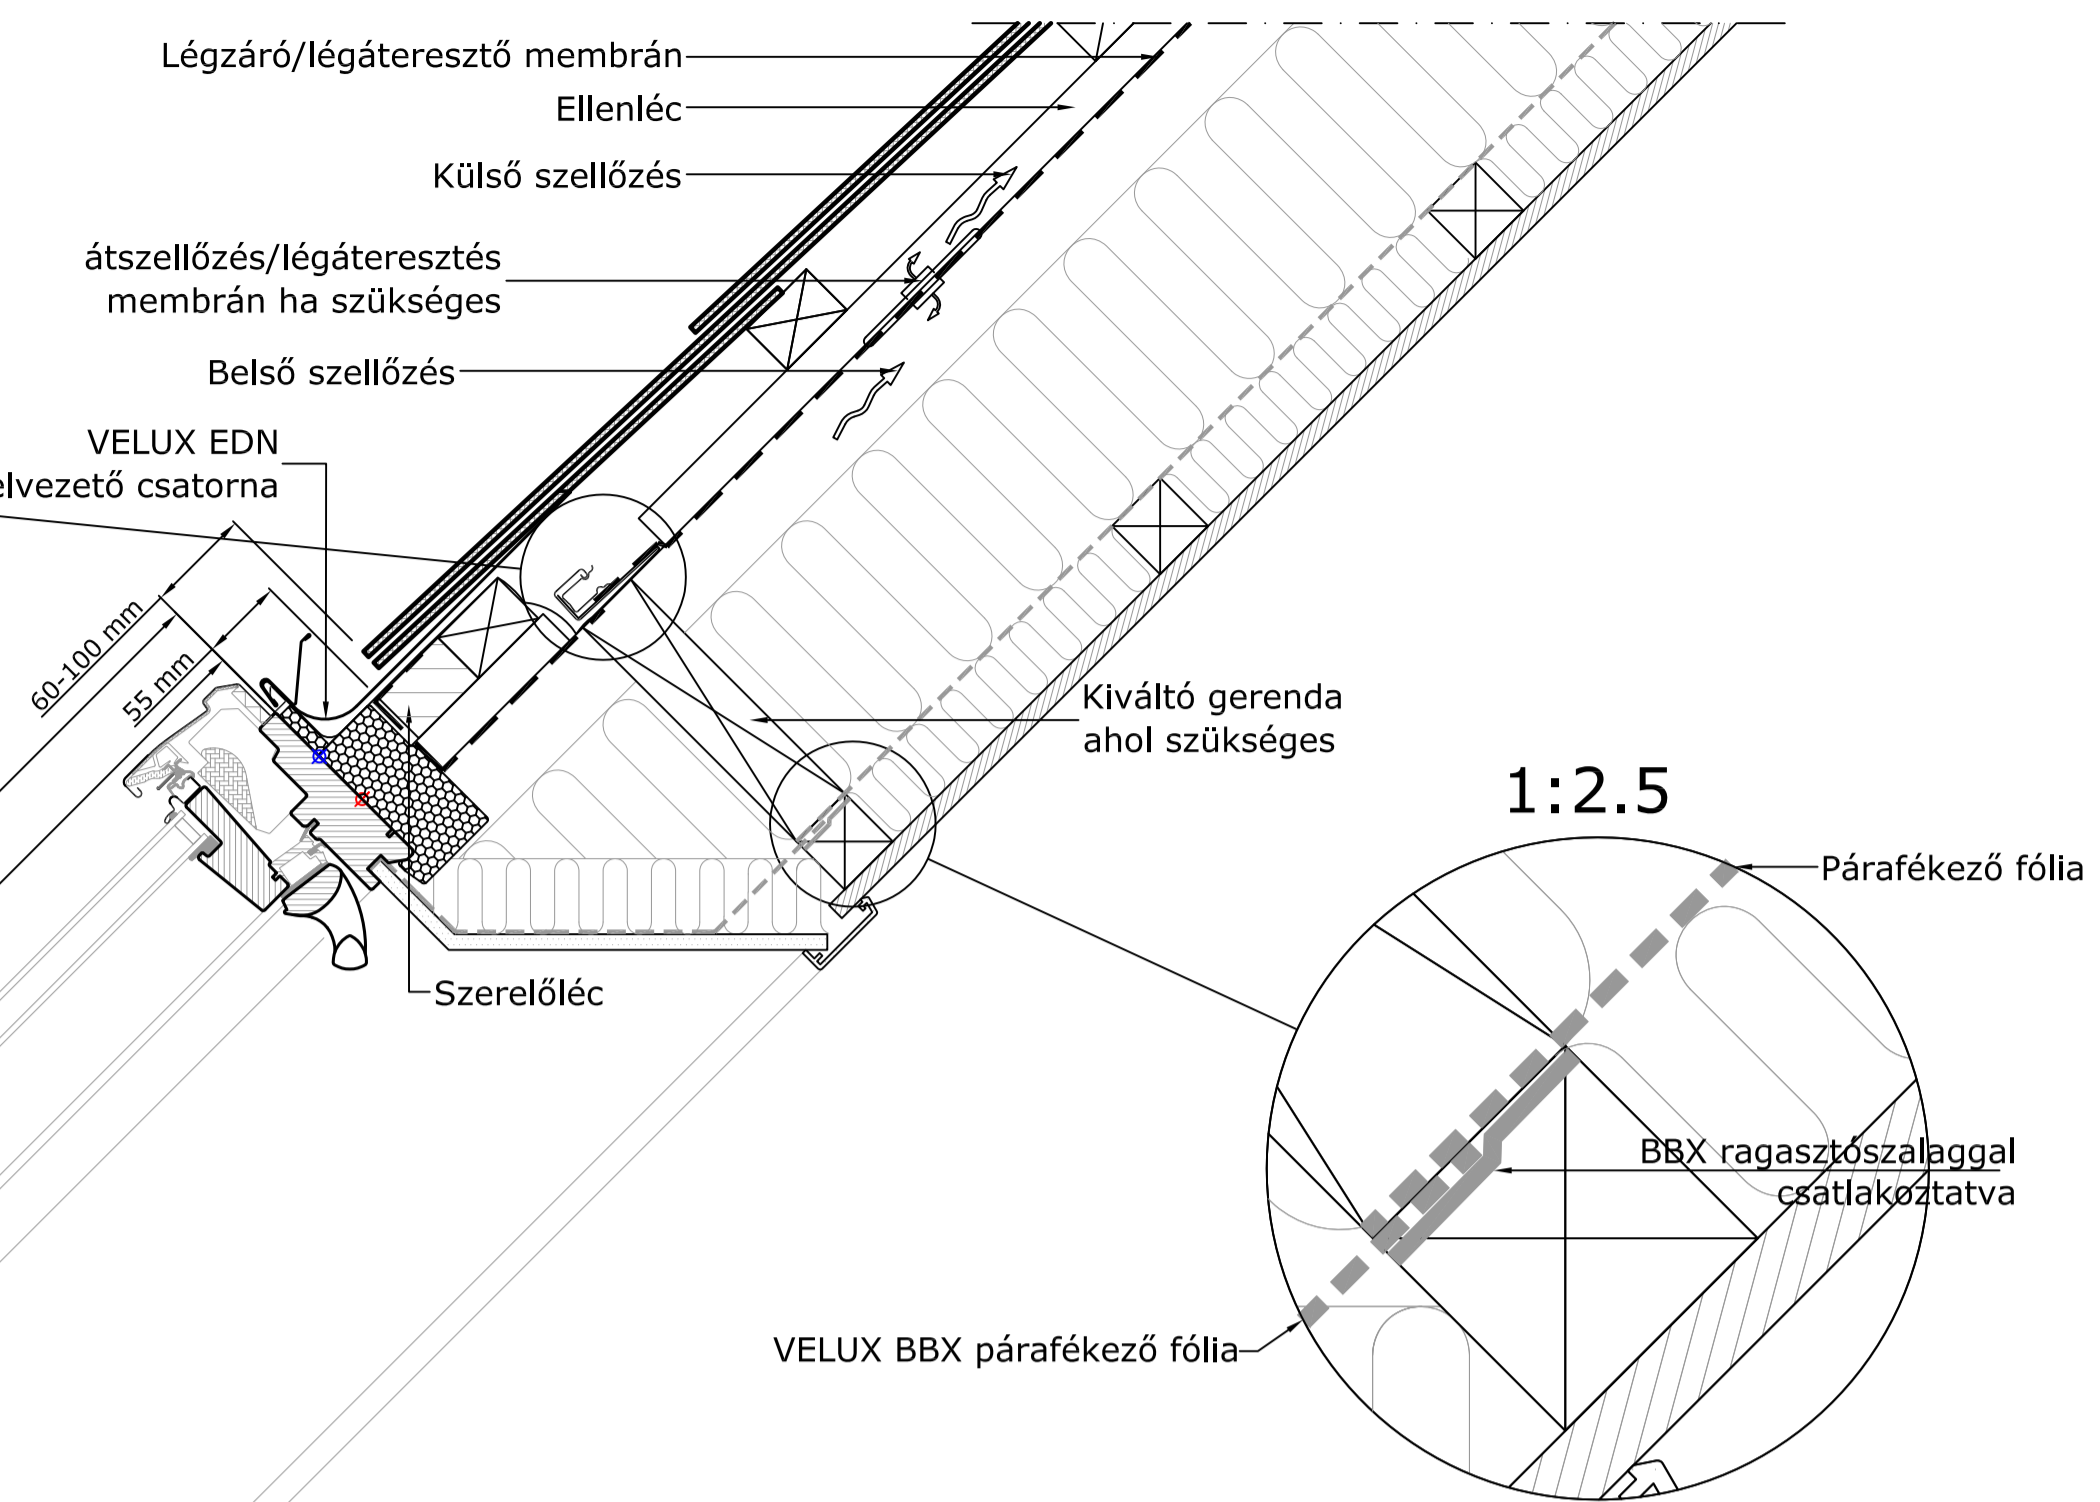 Légzáró/légáteresztő membrán
Ellenléc
Külső szellőzés
átszellőzés/légáteresztés
membrán ha szükséges
Belső szellőzés
VELUX EDN
elvezető csatorna
60-100 mm
55 mm
Kiváltó gerenda
ahol szükséges
Szerelőléc
1:2.5
Párafékező fólia
BBX ragasztószalaggal
csatlakoztatva
VELUX BBX párafékező fólia